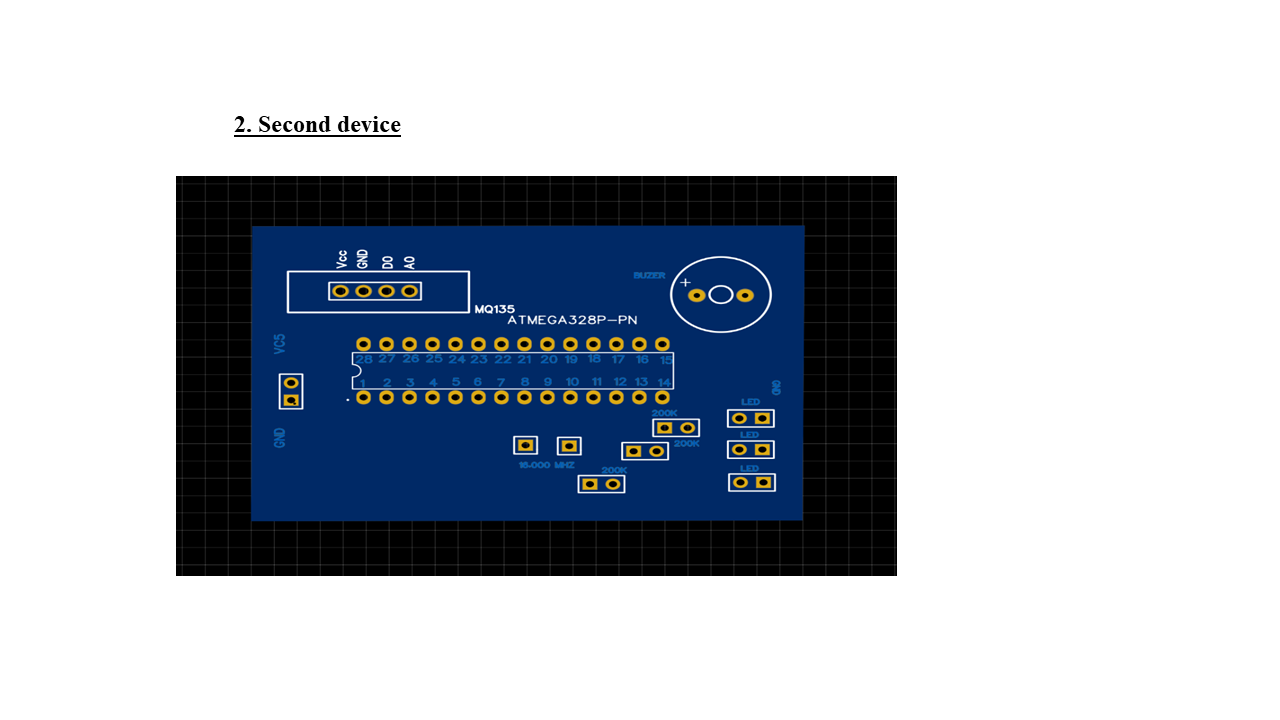 2. Second device
Vcc GND D0 A0
BUZER
+
MQ135
ATMEGA328P-PN
VC5
28 27 26 25 24 23 22 21 20 19 18 17 16 15
1 2 3 4 5 6 7 8 9 10 11 12 13 14
GND
LED
200K
GND
LED
200K
16.000 MHZ
LED
200K